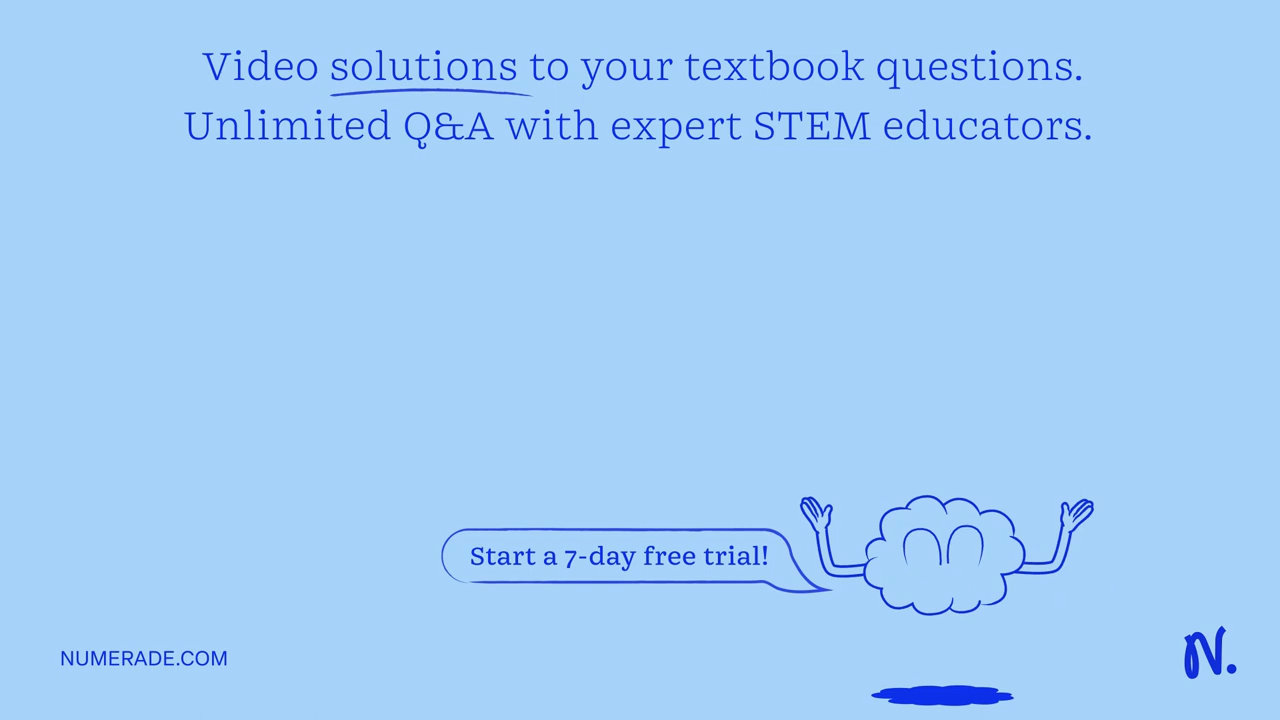 Video solutions to your textbook questions.
Unlimited Q&A with expert STEM educators.
Start a 7-day free trial!
NUMERADE.COM
N.